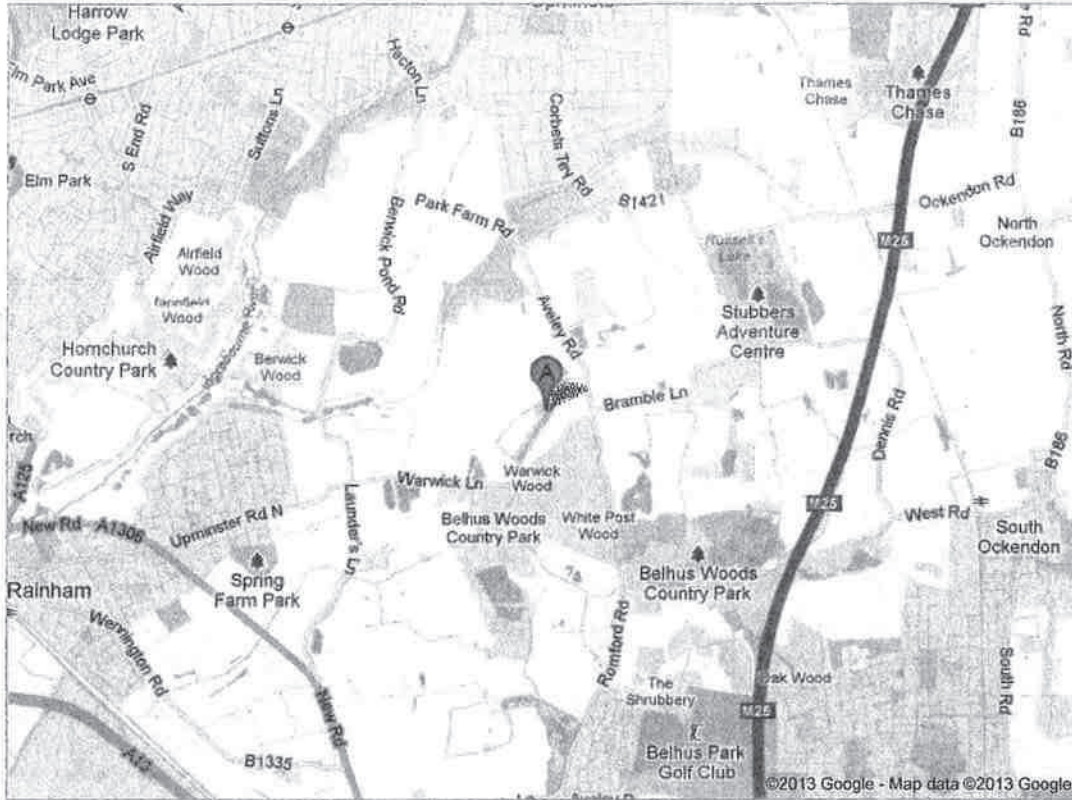 Harrow
Lodge Park
Elm Park Ave
S End Rd
Suttons Ln
Hacton Ln
Thames
Chase
Thames
Chase
Rd
B186
Corbets Tey Rd
Elm Park
Airfield Way
Airfield
Wood
Berwick Pond Rd
Park Farm Rd
B1421
Ockendon Rd
North
Ockendon
M25
Russell's
Lake
Stubbers
Adventure
Centre
Wood
Hornchurch
Country Park
Berwick
Wood
Aveley Rd
A
Bramble Ln
North Rd
Dennis Rd
B186
A125
Warwick Ln
Warwick
Wood
Launder's Ln
New Rd
A1306
Upminster Rd N
Belhus Woods
Country Park
White Post
Wood
M25
West Rd
South
Ockendon
Rainham
Spring
Farm Park
Belhus Woods
Country Park
Romford Rd
Wennington Rd
New Rd
The
Shrubbery
Oak Wood
South Rd
M25
A13
B1335
Belhus Park
Golf Club
©2013 Google - Map data ©2013 Google